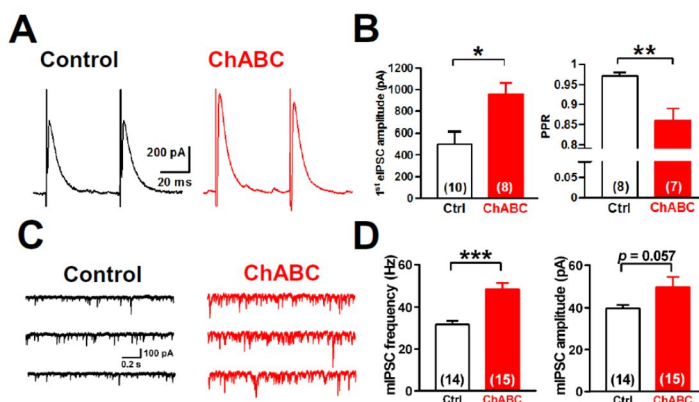 A
Control
ChABC
200 pA
20 ms
B
*
1st eIPSC amplitude (pA)
1200
1000
800
600
400
200
0
(10)
(8)
Ctrl
ChABC
**
PPR
1
0.95
0.9
0.85
0.8
0.05
0
(8)
(7)
Ctrl
ChABC
C
Control
ChABC
100 pA
0.2 s
D
***
mIPSC frequency (Hz)
60
40
20
0
(14)
(15)
Ctrl
ChABC
p = 0.057
mIPSC amplitude (pA)
60
40
20
0
(14)
(15)
Ctrl
ChABC